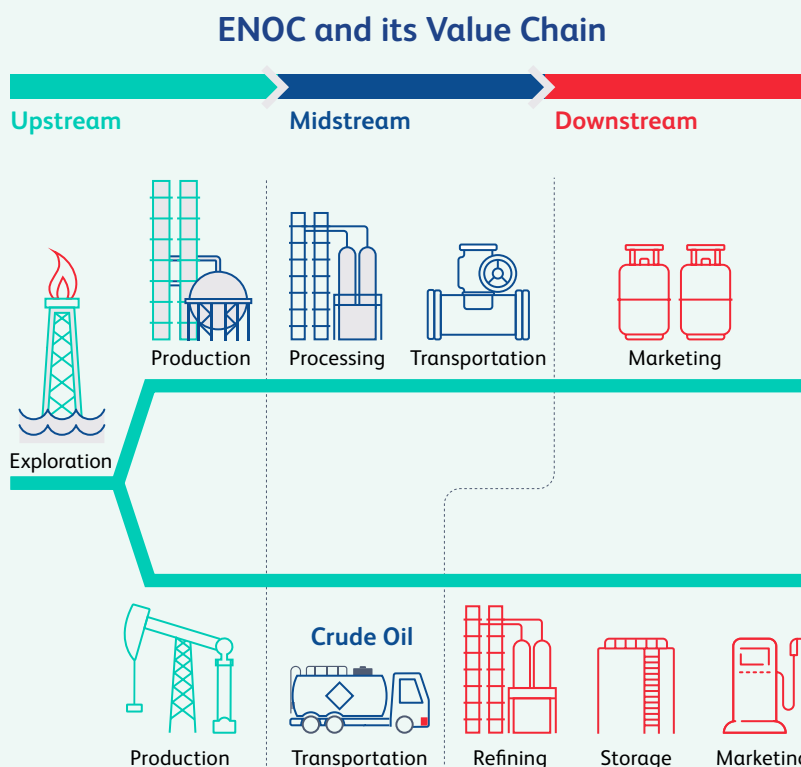 ENOC and its Value Chain
Upstream
Midstream
Downstream
Production
Processing
Transportation
Marketing
Exploration
Crude Oil
Production
Transportation
Refining
Storage
Marketing